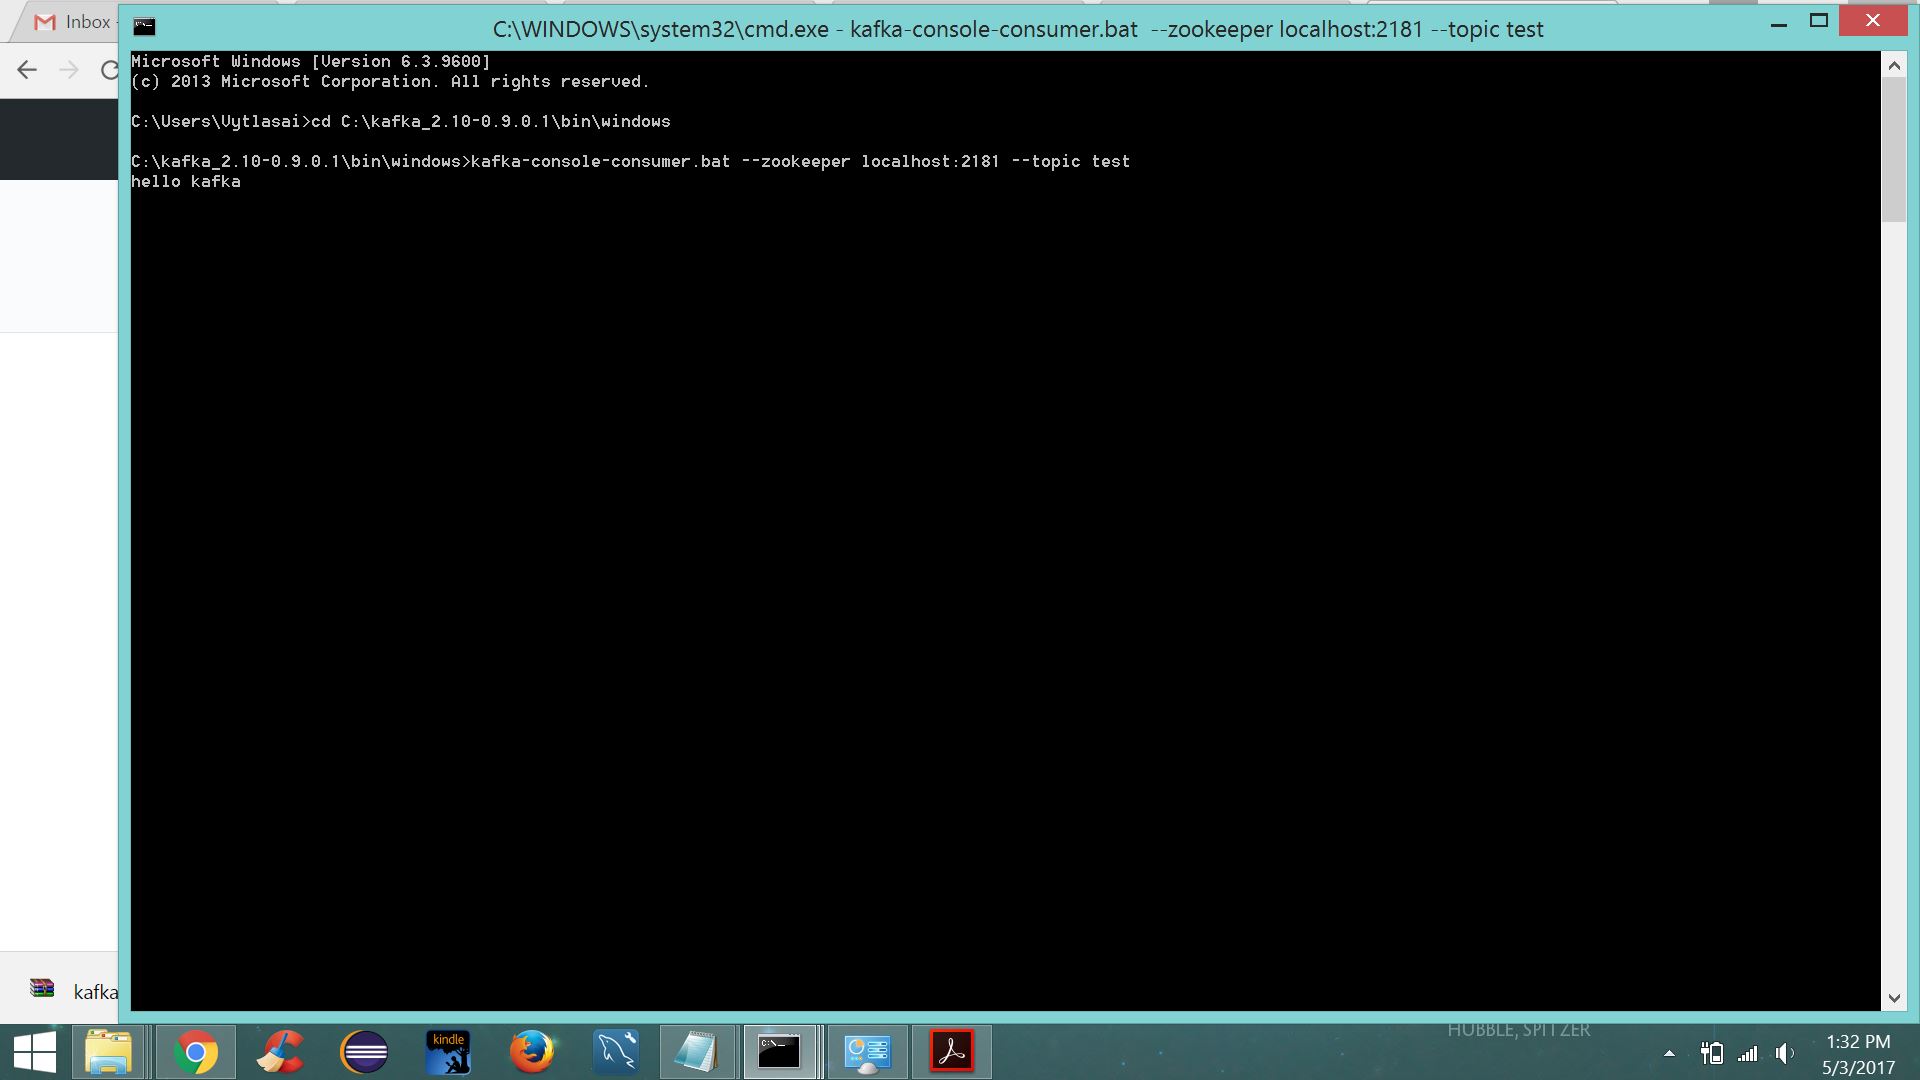 Inbox
C:\WINDOWS\system32\cmd.exe - kafka-console-consumer.bat  --zookeeper localhost:2181 --topic test
Microsoft Windows [Version 6.3.9600]
(c) 2013 Microsoft Corporation. All rights reserved.
C:\Users\Vytlasai>cd C:\kafka_2.10-0.9.0.1\bin\windows
C:\kafka_2.10-0.9.0.1\bin\windows>kafka-console-consumer.bat --zookeeper localhost:2181 --topic test
hello kafka
kafka
kindle
C:\_
HUBBLE, SPITZER
1:32 PM
5/3/2017